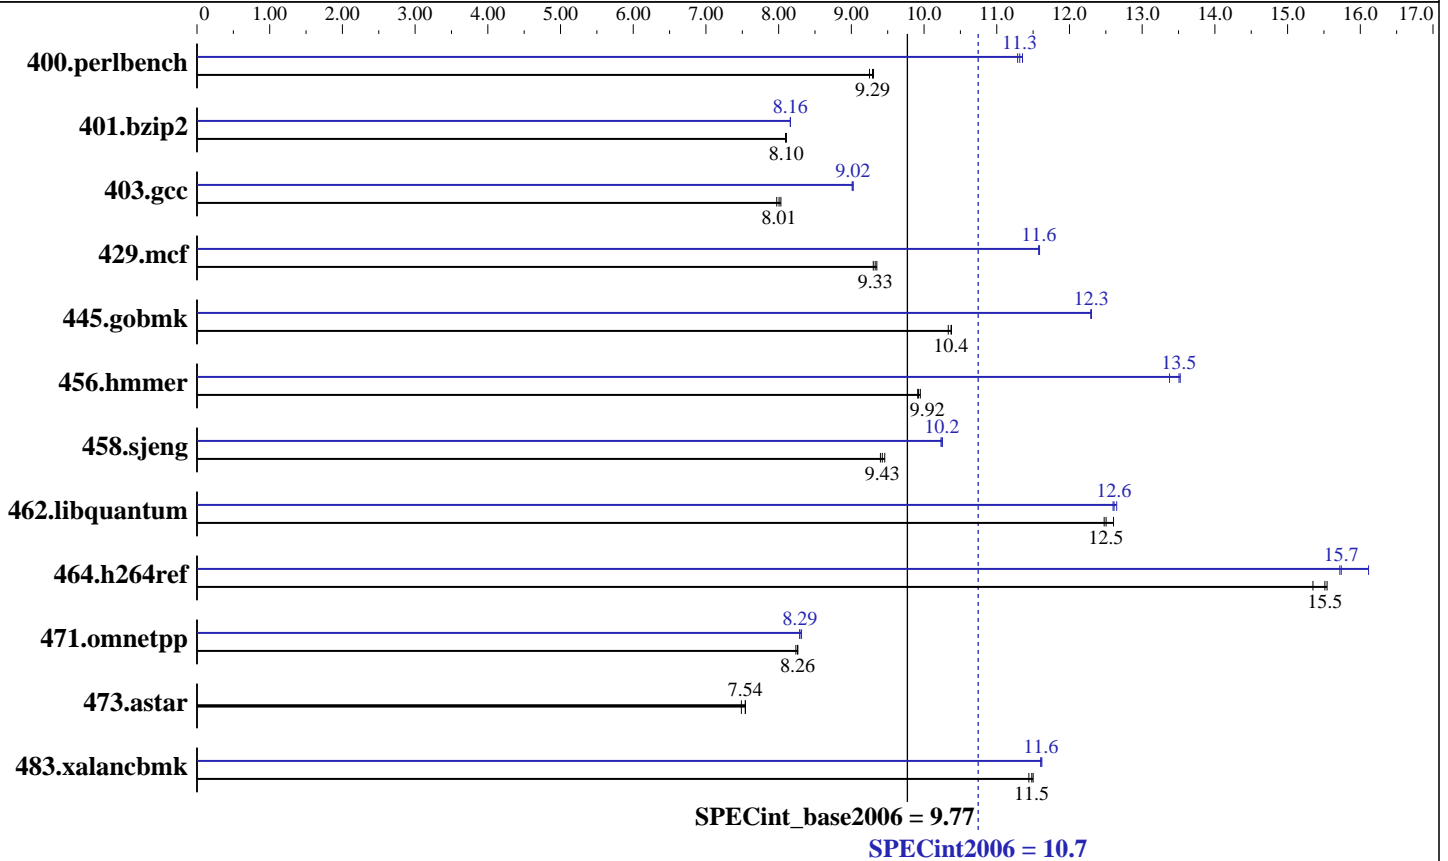 0 1.00 2.00 3.00 4.00 5.00 6.00 7.00 8.00 9.00 10.0 11.0 12.0 13.0 14.0 15.0 16.0 17.0
11.3
400.perlbench
9.29
8.16
401.bzip2
8.10
9.02
403.gcc
8.01
11.6
429.mcf
9.33
12.3
445.gobmk
10.4
13.5
456.hmmer
9.92
10.2
458.sjeng
9.43
12.6
462.libquantum
12.5
15.7
464.h264ref
15.5
8.29
471.omnetpp
8.26
7.54
473.astar
11.6
483.xalancbmk
11.5
SPECint_base2006 = 9.77
SPECint2006 = 10.7